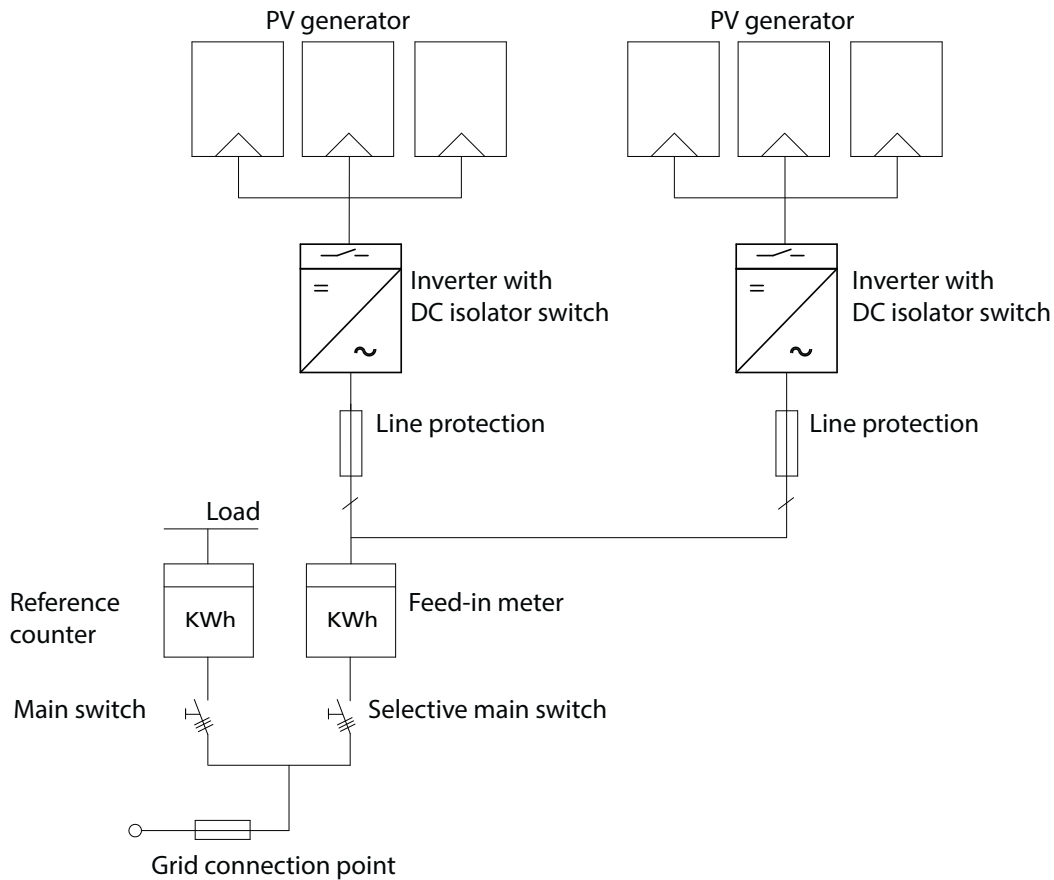 PV generator
PV generator
Inverter with
DC isolator switch
Inverter with
DC isolator switch
Line protection
Line protection
Load
Reference
counter
KWh
KWh
Feed-in meter
Main switch
Selective main switch
Grid connection point